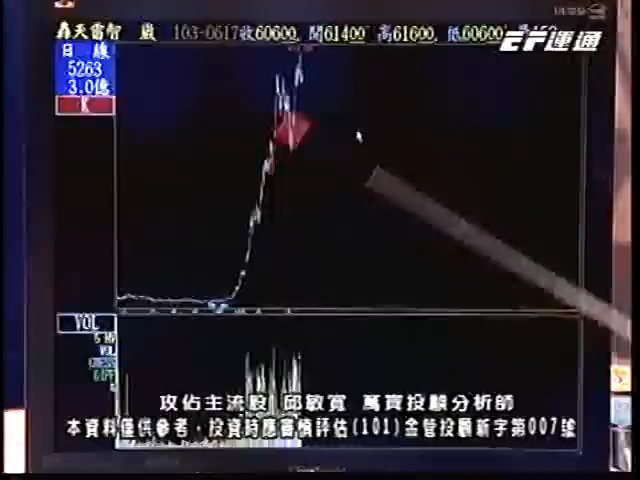 轟天雷智 崴 103-0617收60600. 開61400 高61600. 低60600
EF運通
日 線
5263
3.0億
K
VOL
VOL
攻佔主流股 邱敏寬 萬寶投顧分析師
本資料僅供參考，投資時應審慎評估(101)金管投顧新字第007號